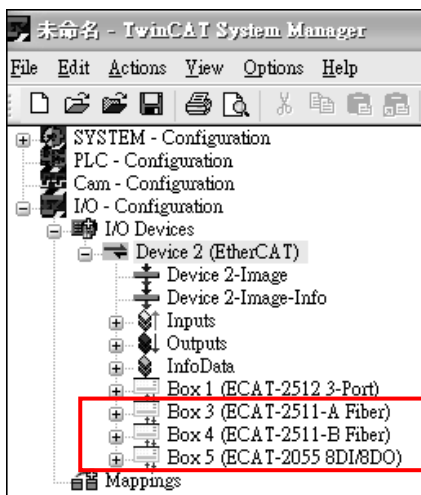 未命名 - TwinCAT System Manager
File Edit Actions View Options Help
SYSTEM - Configuration
PLC - Configuration
Cam - Configuration
I/O - Configuration
I/O Devices
Device 2 (EtherCAT)
Device 2-Image
Device 2-Image-Info
Inputs
Outputs
InfoData
Box 1 (ECAT-2512 3-Port)
Box 3 (ECAT-2511-A Fiber)
Box 4 (ECAT-2511-B Fiber)
Box 5 (ECAT-2055 8DI/8DO)
Mappings